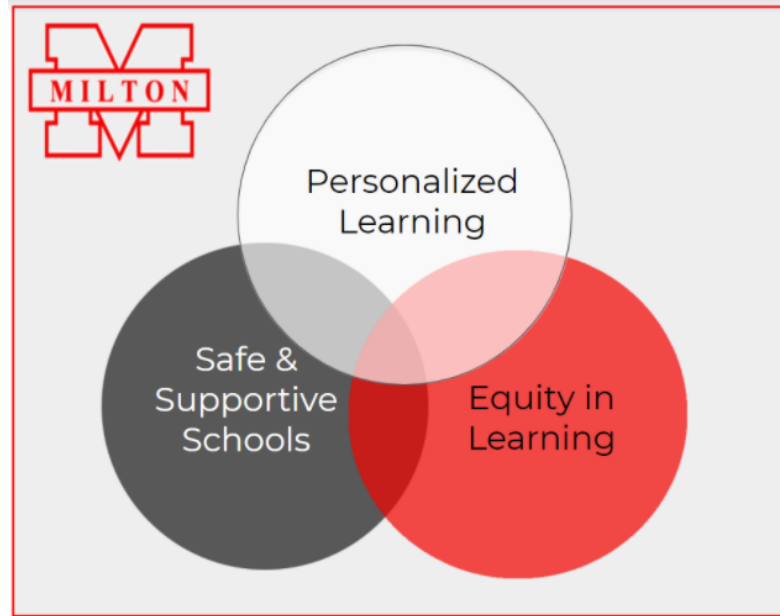 MILTON
Personalized
Learning
Safe &
Supportive
Schools
Equity in
Learning